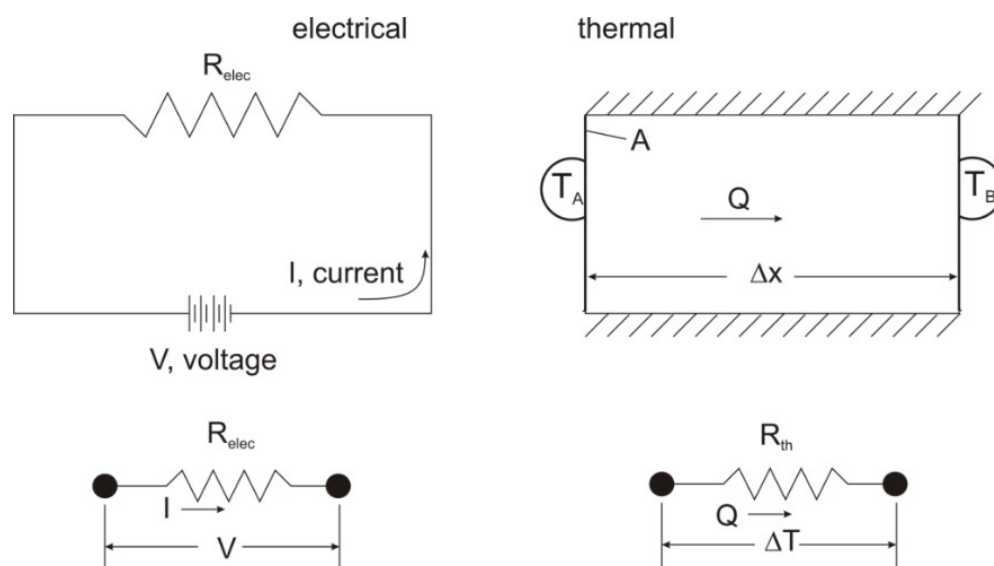 electrical
thermal
R_elec
A
T_A
T_B
Q
I, current
Δx
V, voltage
R_elec
R_th
I
Q
V
ΔT